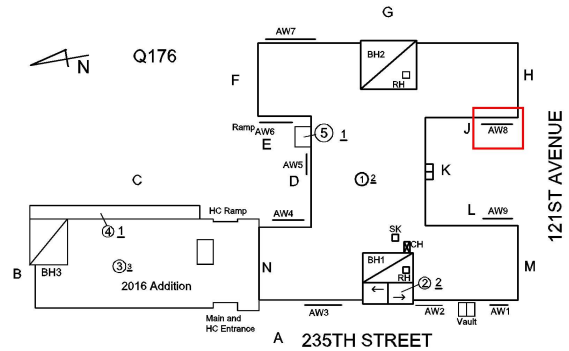 G
AW7
Q176
N
F
BH2
RH
H
Ramp
AW6
E
5 1
J
AW8
121ST AVENUE
AW5
D
1 2
K
C
HC Ramp
AW4
L
AW9
4 1
SK
CH
B
BH3
3 3
2016 Addition
N
BH1
RH
2 2
M
Main and
HC Entrance
AW3
AW2
Vault
AW1
A
235TH STREET